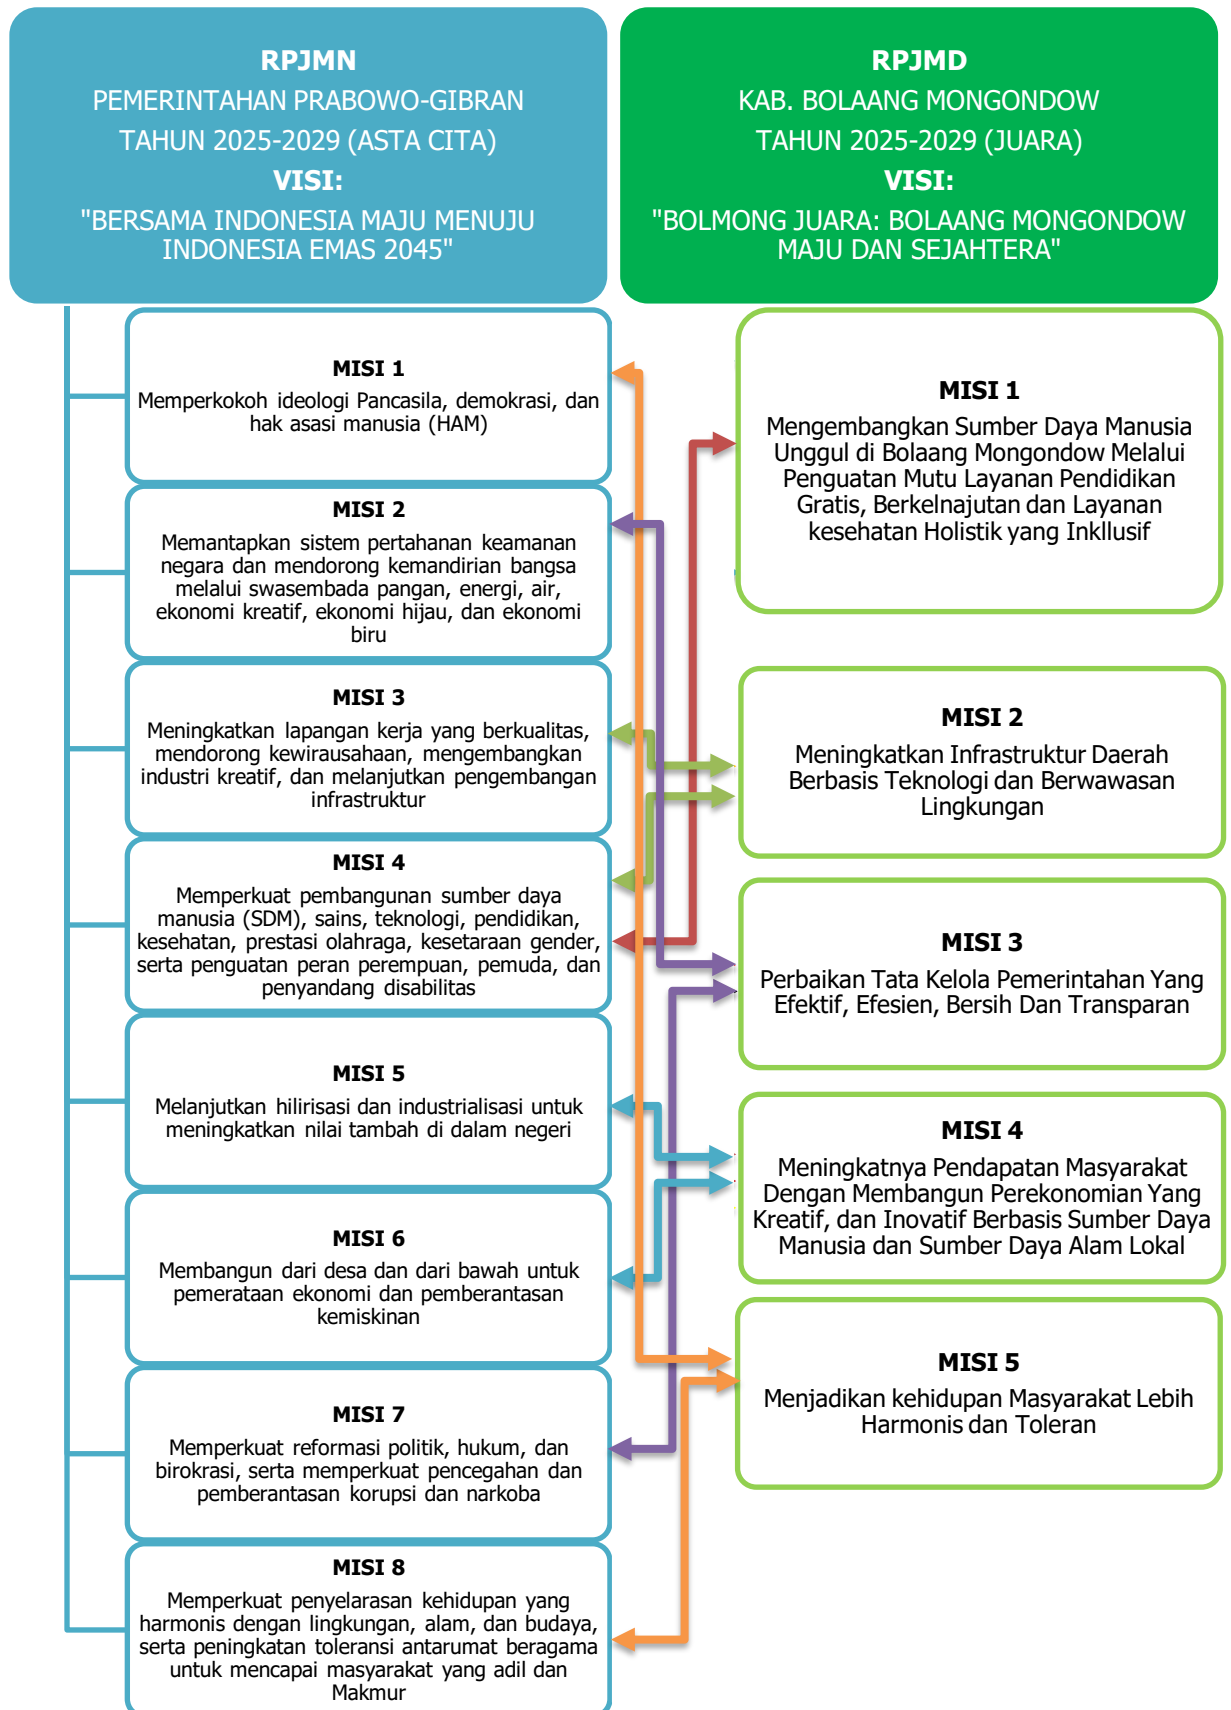 RPJMN
PEMERINTAHAN PRABOWO-GIBRAN
TAHUN 2025-2029 (ASTA CITA)
VISI:
"BERSAMA INDONESIA MAJU MENUJU
INDONESIA EMAS 2045"
RPJMD
KAB. BOLAANG MONGONDOW
TAHUN 2025-2029 (JUARA)
VISI:
"BOLMONG JUARA: BOLAANG MONGONDOW
MAJU DAN SEJAHTERA"
MISI 1
Memperkokoh ideologi Pancasila, demokrasi, dan
hak asasi manusia (HAM)
MISI 2
Memantapkan sistem pertahanan keamanan
negara dan mendorong kemandirian bangsa
melalui swasembada pangan, energi, air,
ekonomi kreatif, ekonomi hijau, dan ekonomi
biru
MISI 3
Meningkatkan lapangan kerja yang berkualitas,
mendorong kewirausahaan, mengembangkan
industri kreatif, dan melanjutkan pengembangan
infrastruktur
MISI 4
Memperkuat pembangunan sumber daya
manusia (SDM), sains, teknologi, pendidikan,
kesehatan, prestasi olahraga, kesetaraan gender,
serta penguatan peran perempuan, pemuda, dan
penyandang disabilitas
MISI 5
Melanjutkan hilirisasi dan industrialisasi untuk
meningkatkan nilai tambah di dalam negeri
MISI 6
Membangun dari desa dan dari bawah untuk
pemerataan ekonomi dan pemberantasan
kemiskinan
MISI 7
Memperkuat reformasi politik, hukum, dan
birokrasi, serta memperkuat pencegahan dan
pemberantasan korupsi dan narkoba
MISI 8
Memperkuat penyelarasan kehidupan yang
harmonis dengan lingkungan, alam, dan budaya,
serta peningkatan toleransi antarumat beragama
untuk mencapai masyarakat yang adil dan
Makmur
MISI 1
Mengembangkan Sumber Daya Manusia
Unggul di Bolaang Mongondow Melalui
Penguatan Mutu Layanan Pendidikan
Gratis, Berkelnajutan dan Layanan
kesehatan Holistik yang Inkllusif
MISI 2
Meningkatkan Infrastruktur Daerah
Berbasis Teknologi dan Berwawasan
Lingkungan
MISI 3
Perbaikan Tata Kelola Pemerintahan Yang
Efektif, Efesien, Bersih Dan Transparan
MISI 4
Meningkatnya Pendapatan Masyarakat
Dengan Membangun Perekonomian Yang
Kreatif, dan Inovatif Berbasis Sumber Daya
Manusia dan Sumber Daya Alam Lokal
MISI 5
Menjadikan kehidupan Masyarakat Lebih
Harmonis dan Toleran